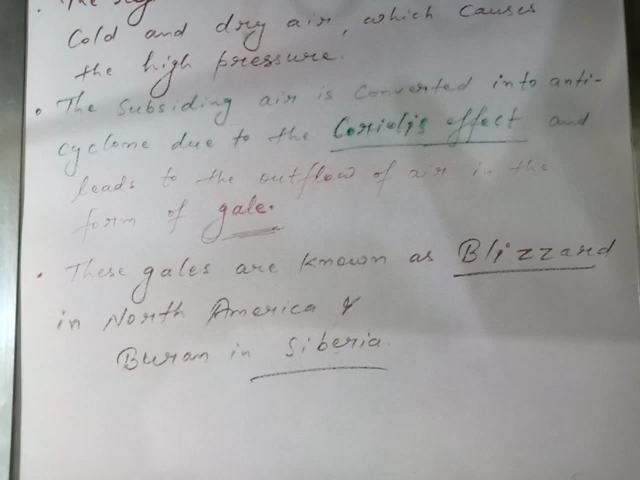 . The
Cold and dry air, which causes
the high pressure.
• The Subsiding air is Converted into anti-
cyclone due to the Coriolis effect and
leads to the outflow of air in the
form of gale.
• These gales are known as Blizzard
in North America &
Buran in Siberia.